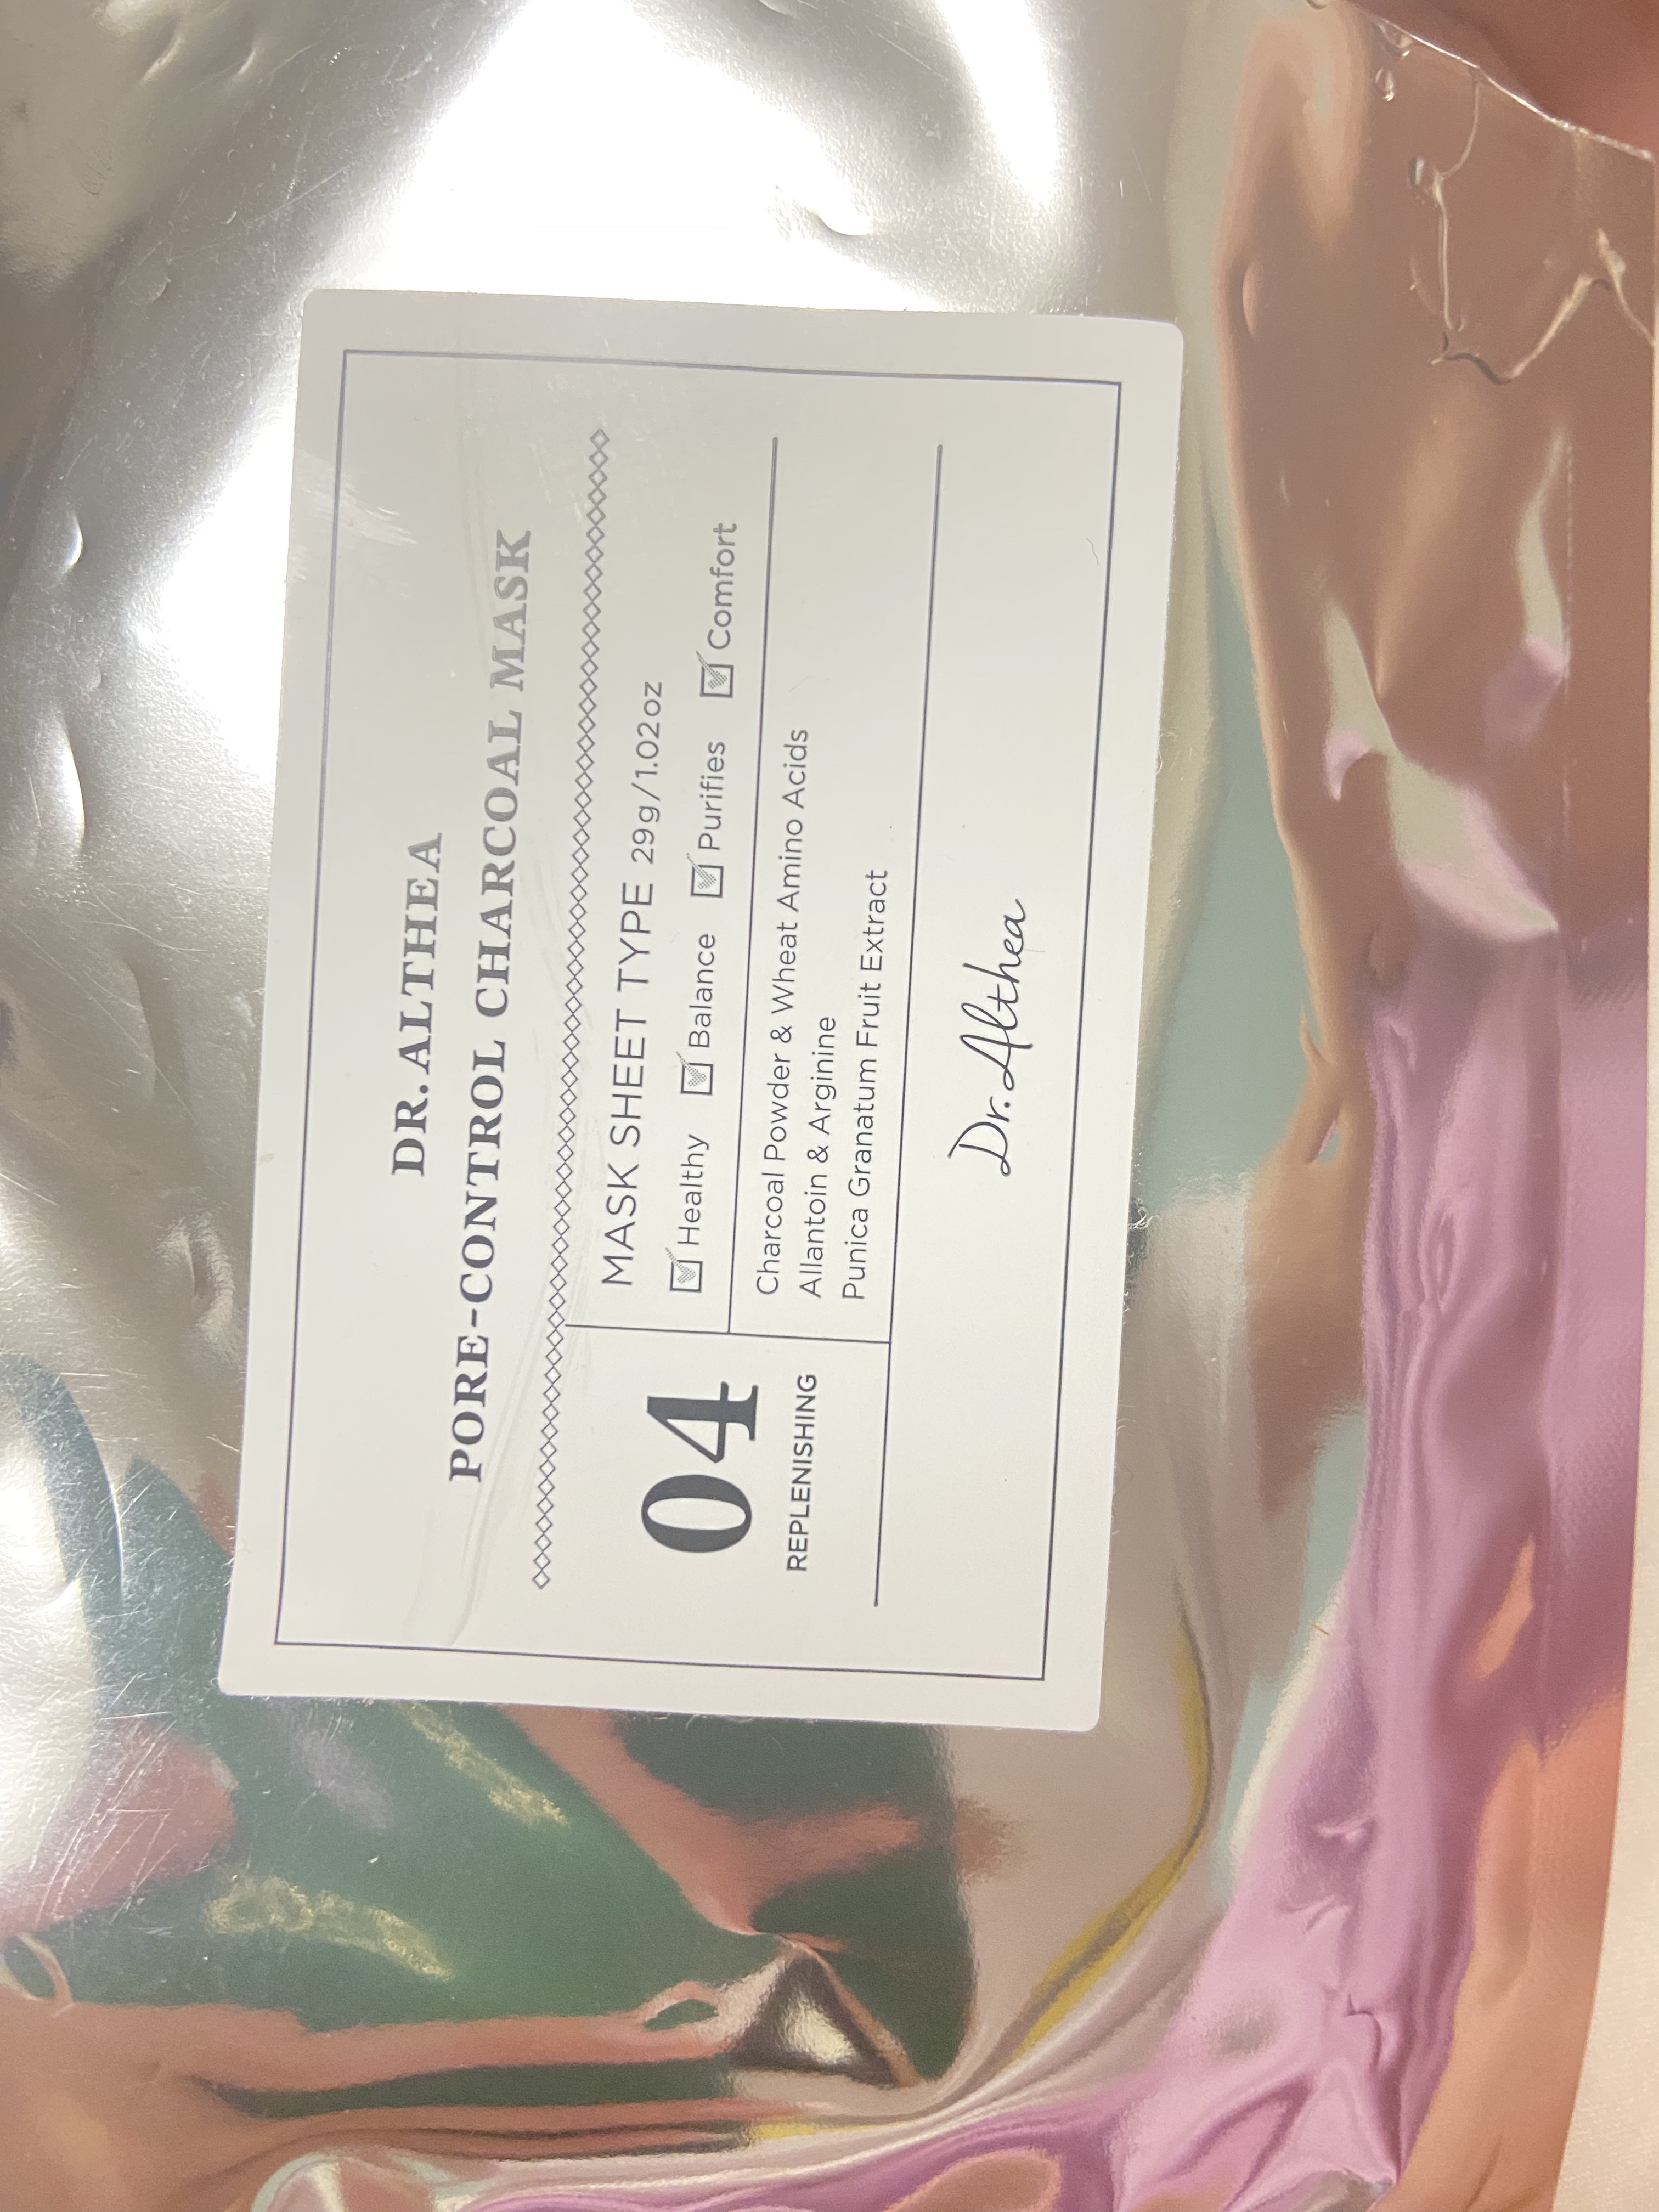 DR.ALTHEA
PORE-CONTROL CHARCOAL MASK
04
REPLENISHING
MASK SHEET TYPE 29g/1.02oz
Healthy Balance Purifies Comfort
Charcoal Powder & Wheat Amino Acids
Allantoin & Arginine
Punica Granatum Fruit Extract
Dr.Althea